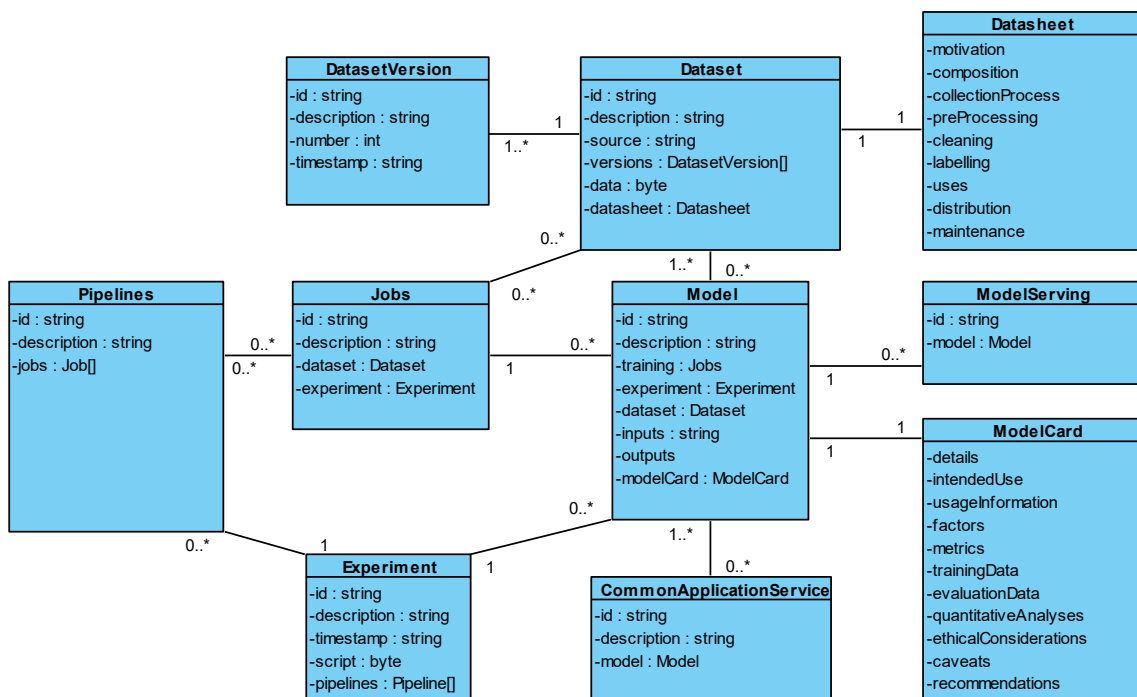 DatasetVersion
-id : string
-description : string
-number : int
-timestamp : string
1
1..*
Dataset
-id : string
-description : string
-source : string
-versions : DatasetVersion[]
-data : byte
-datasheet : Datasheet
1
1
Datasheet
-motivation
-composition
-collectionProcess
-preProcessing
-cleaning
-labelling
-uses
-distribution
-maintenance
0..*
0..*
1..*
0..*
Pipelines
-id : string
-description : string
-jobs : Job[]
0..*
0..*
Jobs
-id : string
-description : string
-dataset : Dataset
-experiment : Experiment
0..*
1
Model
-id : string
-description : string
-training : Jobs
-experiment : Experiment
-dataset : Dataset
-inputs : string
-outputs
-modelCard : ModelCard
0..*
1
ModelServing
-id : string
-model : Model
1
1
ModelCard
-details
-intendedUse
-usageInformation
-factors
-metrics
-trainingData
-evaluationData
-quantitativeAnalyses
-ethicalConsiderations
-caveats
-recommendations
0..*
1
0..*
1
1..*
0..*
Experiment
-id : string
-description : string
-timestamp : string
-script : byte
-pipelines : Pipeline[]
CommonApplicationService
-id : string
-description : string
-model : Model